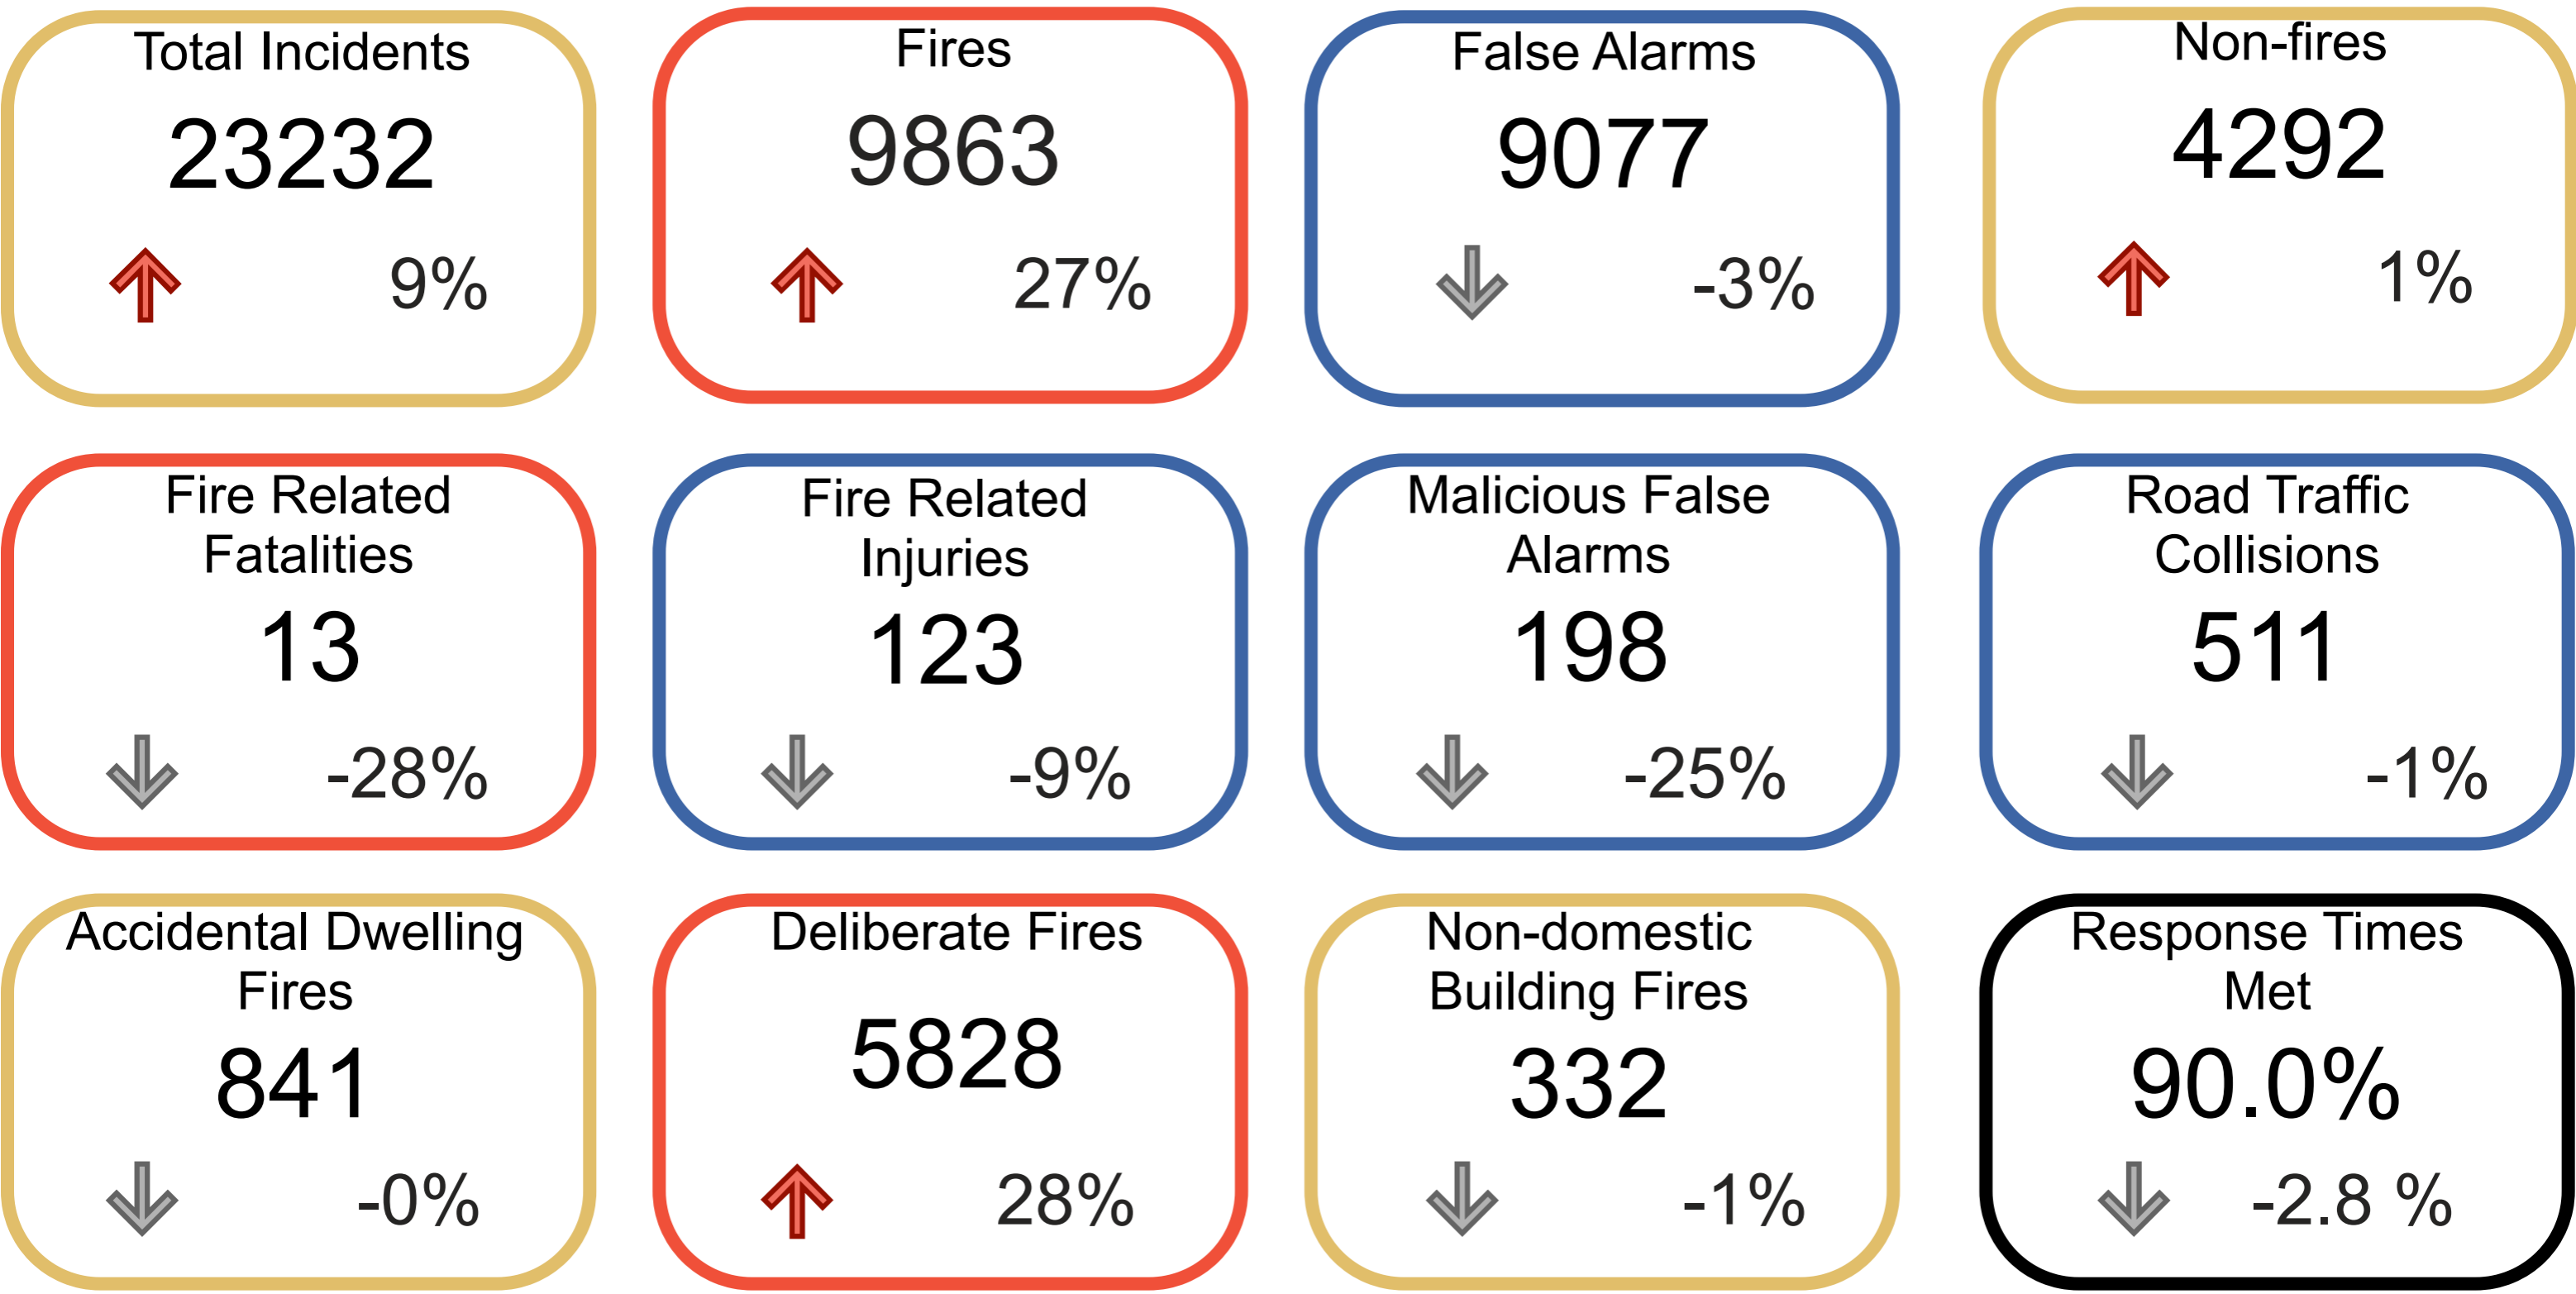 Total Incidents
23232
9%
Fires
9863
27%
False Alarms
9077
-3%
Non-fires
4292
1%
Fire Related
Fatalities
13
-28%
Fire Related
Injuries
123
-9%
Malicious False
Alarms
198
-25%
Road Traffic
Collisions
511
-1%
Accidental Dwelling
Fires
841
-0%
Deliberate Fires
5828
28%
Non-domestic
Building Fires
332
-1%
Response Times
Met
90.0%
-2.8 %